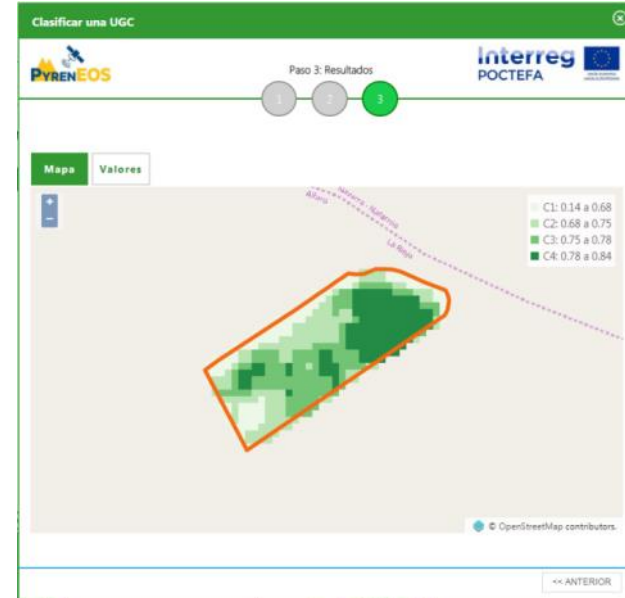 Clasificar una UGC
PYRENEOS
Paso 3: Resultados
Interreg
POCTEFA
1
2
3
Mapa
Valores
+
−
Alfaro
La Rioja
C1: 0.14 a 0.68
C2: 0.68 a 0.75
C3: 0.75 a 0.78
C4: 0.78 a 0.84
© OpenStreetMap contributors.
<< ANTERIOR